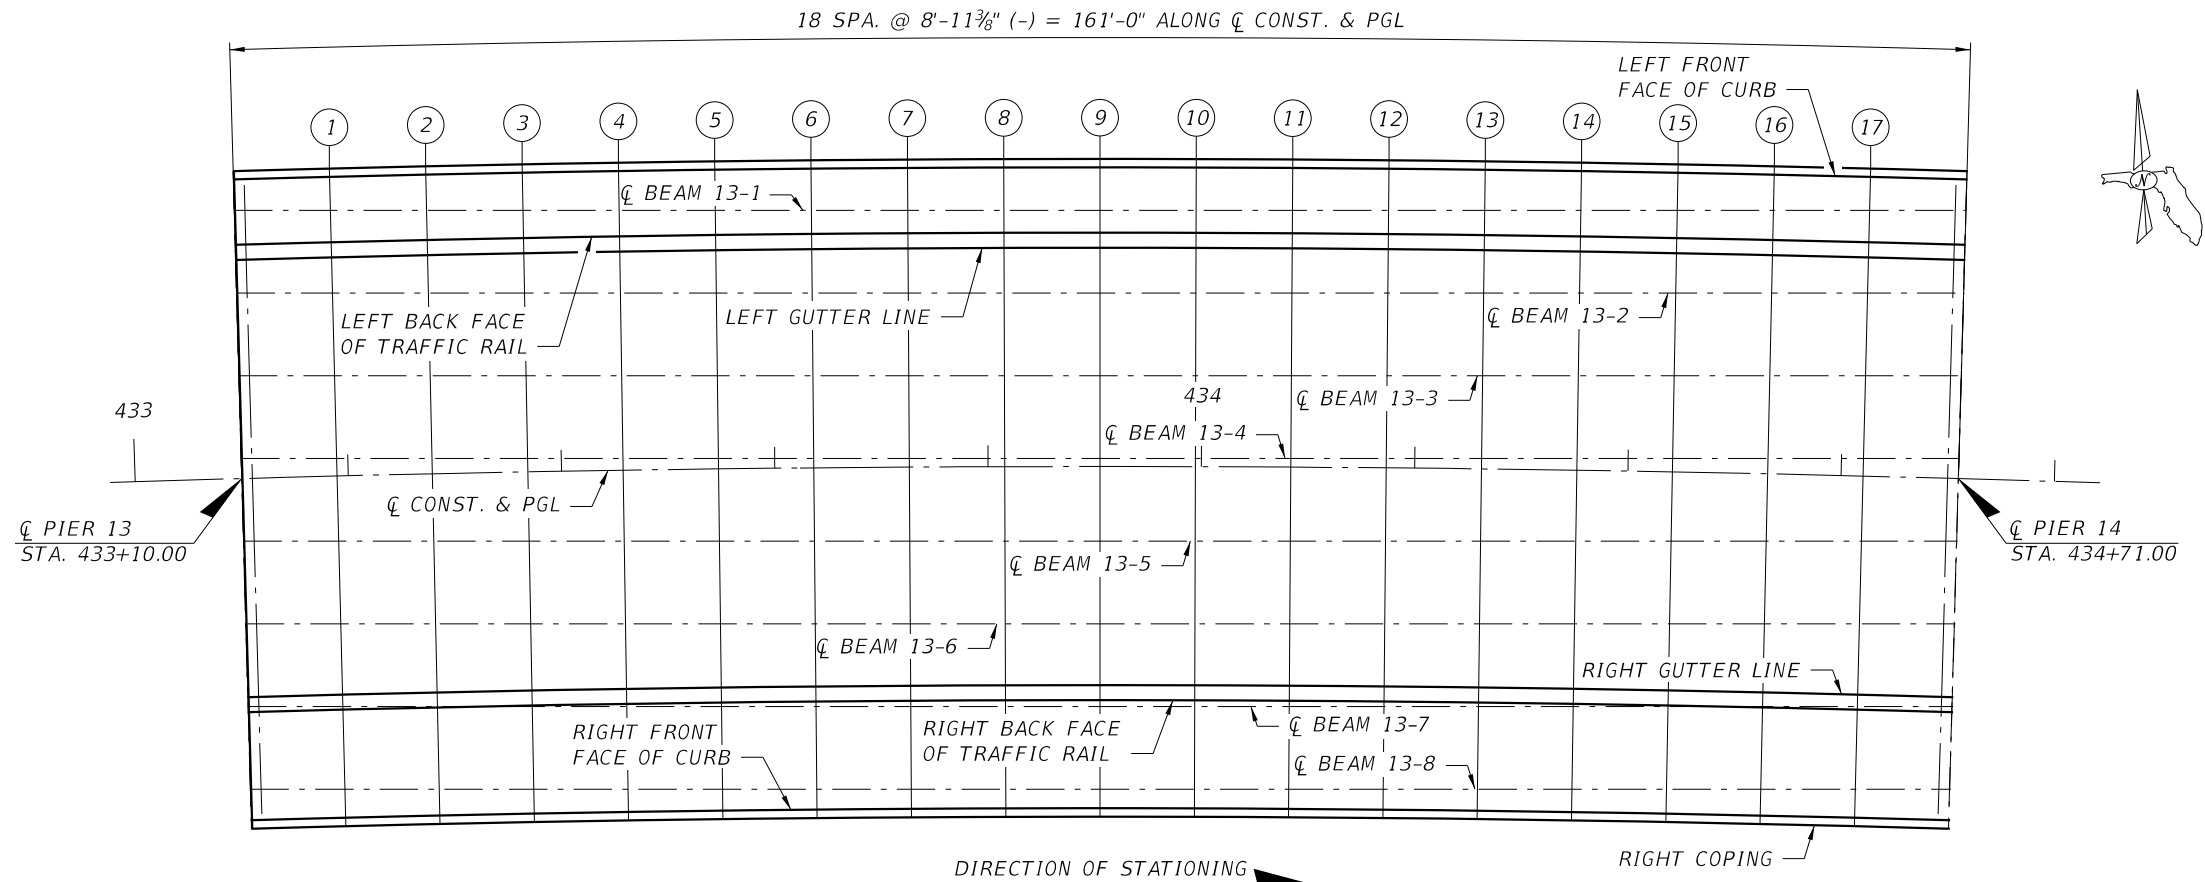 18 SPA. @ 8'-11⅜" (-) = 161'-0" ALONG ℄ CONST. & PGL
LEFT FRONT
FACE OF CURB
1 2 3 4 5 6 7 8 9 10 11 12 13 14 15 16 17
N
℄ BEAM 13-1
LEFT BACK FACE
OF TRAFFIC RAIL
LEFT GUTTER LINE
℄ BEAM 13-2
℄ BEAM 13-3
433
434
℄ BEAM 13-4
℄ CONST. & PGL
℄ PIER 13
STA. 433+10.00
℄ PIER 14
STA. 434+71.00
℄ BEAM 13-5
℄ BEAM 13-6
RIGHT GUTTER LINE
RIGHT FRONT
FACE OF CURB
RIGHT BACK FACE
OF TRAFFIC RAIL
℄ BEAM 13-7
℄ BEAM 13-8
RIGHT COPING
DIRECTION OF STATIONING